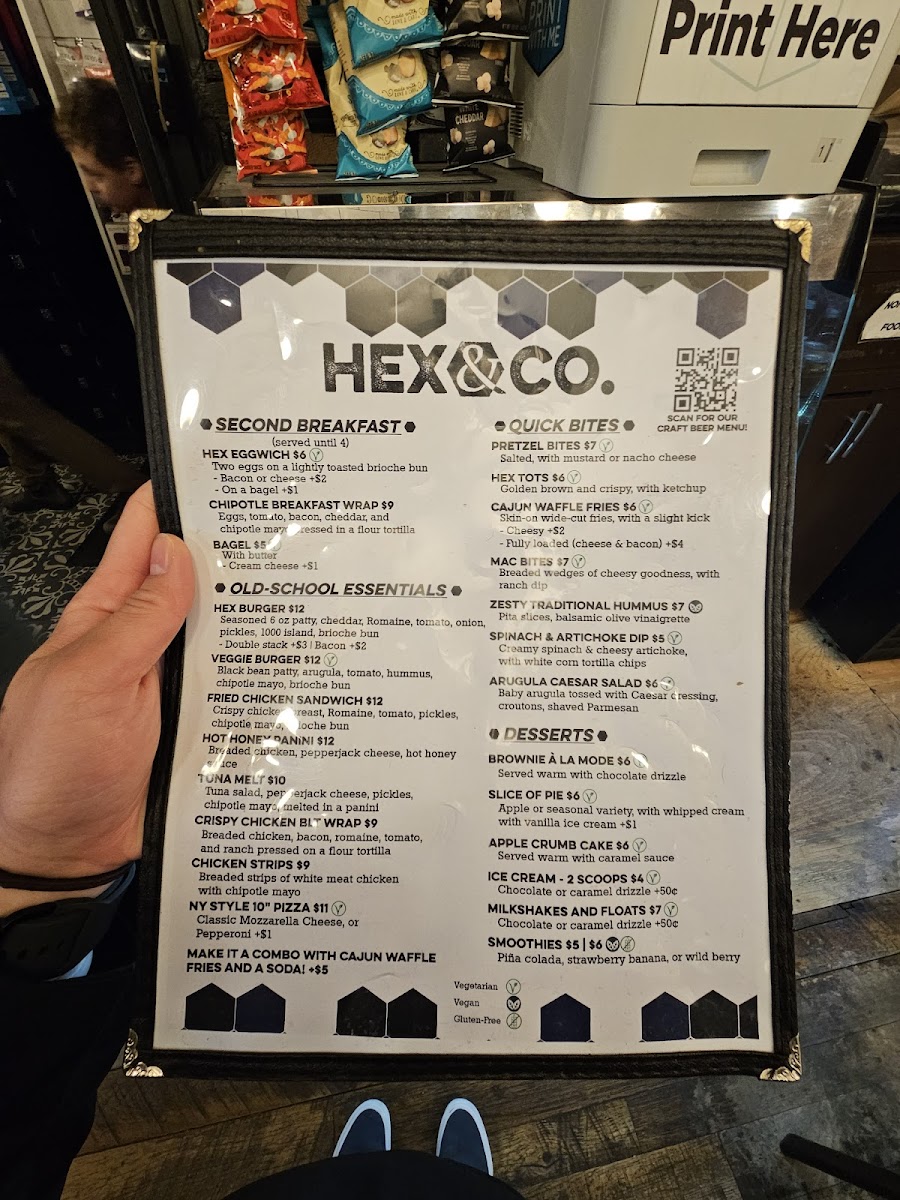 Print Here
PRINT
WITH ME
CHEDDAR
HEX&CO.
SCAN FOR OUR
CRAFT BEER MENU!
SECOND BREAKFAST
(served until 4)
HEX EGGWICH $6
Two eggs on a lightly toasted brioche bun
- Bacon or cheese +$2
- On a bagel +$1
CHIPOTLE BREAKFAST WRAP $9
Eggs, tomato, bacon, cheddar, and
chipotle mayo pressed in a flour tortilla
BAGEL $5
With butter
- Cream cheese +$1
OLD-SCHOOL ESSENTIALS
HEX BURGER $12
Seasoned 6 oz patty, cheddar, Romaine, tomato, onion,
pickles, 1000 island, brioche bun
- Double stack +$3 | Bacon +$2
VEGGIE BURGER $12
Black bean patty, arugula, tomato, hummus,
chipotle mayo, brioche bun
FRIED CHICKEN SANDWICH $12
Crispy chicken breast, Romaine, tomato, pickles,
chipotle mayo, brioche bun
HOT HONEY PANINI $12
Breaded chicken, pepperjack cheese, hot honey
sauce
TUNA MELT $10
Tuna salad, pepperjack cheese, pickles,
chipotle mayo, melted in a panini
CRISPY CHICKEN BLT WRAP $9
Breaded chicken, bacon, romaine, tomato,
and ranch pressed on a flour tortilla
CHICKEN STRIPS $9
Breaded strips of white meat chicken
with chipotle mayo
NY STYLE 10" PIZZA $11
Classic Mozzarella Cheese, or
Pepperoni +$1
MAKE IT A COMBO WITH CAJUN WAFFLE
FRIES AND A SODA! +$5
QUICK BITES
PRETZEL BITES $7
Salted, with mustard or nacho cheese
HEX TOTS $6
Golden brown and crispy, with ketchup
CAJUN WAFFLE FRIES $6
Skin-on wide-cut fries, with a slight kick
- Cheesy +$2
- Fully loaded (cheese & bacon) +$4
MAC BITES $7
Breaded wedges of cheesy goodness, with
ranch dip
ZESTY TRADITIONAL HUMMUS $7
Pita slices, balsamic olive vinaigrette
SPINACH & ARTICHOKE DIP $5
Creamy spinach & cheesy artichoke,
with white corn tortilla chips
ARUGULA CAESAR SALAD $6
Baby arugula tossed with Caesar dressing,
croutons, shaved Parmesan
DESSERTS
BROWNIE À LA MODE $6
Served warm with chocolate drizzle
SLICE OF PIE $6
Apple or seasonal variety, with whipped cream
with vanilla ice cream +$1
APPLE CRUMB CAKE $6
Served warm with caramel sauce
ICE CREAM - 2 SCOOPS $4
Chocolate or caramel drizzle +50¢
MILKSHAKES AND FLOATS $7
Chocolate or caramel drizzle +50¢
SMOOTHIES $5 | $6
Piña colada, strawberry banana, or wild berry
Vegetarian
Vegan
Gluten-Free